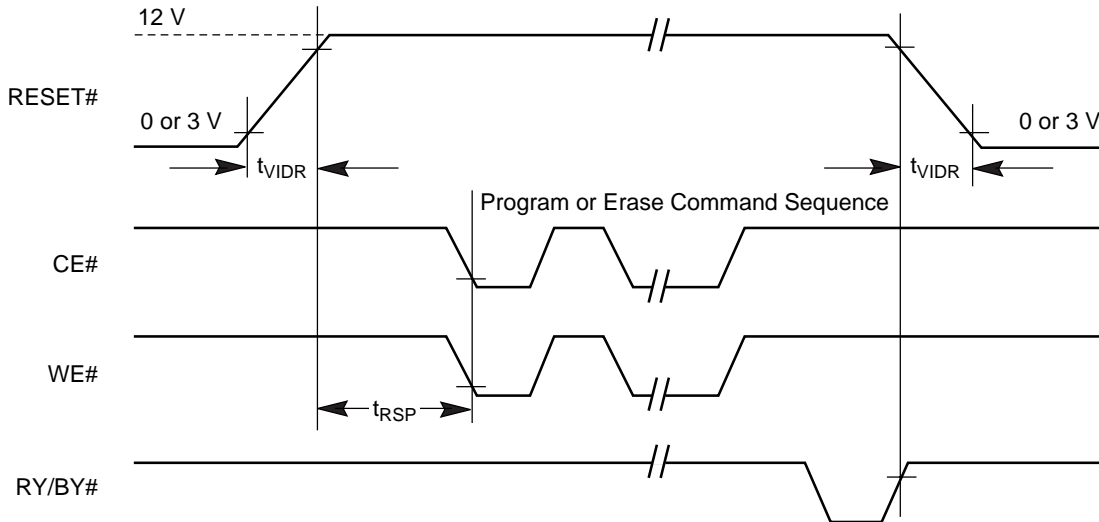 12 V
RESET#
0 or 3 V
0 or 3 V
tVIDR
tVIDR
Program or Erase Command Sequence
CE#
WE#
tRSP
RY/BY#